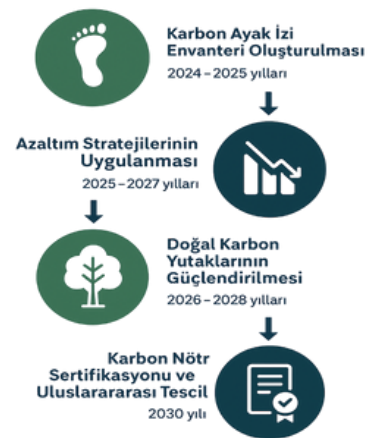 Karbon Ayak İzi
Envanteri Oluşturulması
2024–2025 yılları
Azaltım Stratejilerinin
Uygulanması
2025–2027 yılları
Doğal Karbon
Yutaklarının
Güçlendirilmesi
2026–2028 yılları
Karbon Nötr
Sertifikasyonu ve
Uluslarararası Tescil
2030 yılı